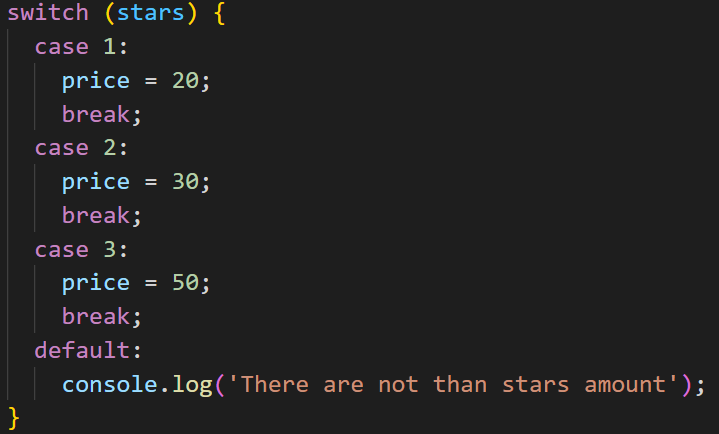 switch (stars) {
  case 1:
    price = 20;
    break;
  case 2:
    price = 30;
    break;
  case 3:
    price = 50;
    break;
  default:
    console.log('There are not than stars amount');
}